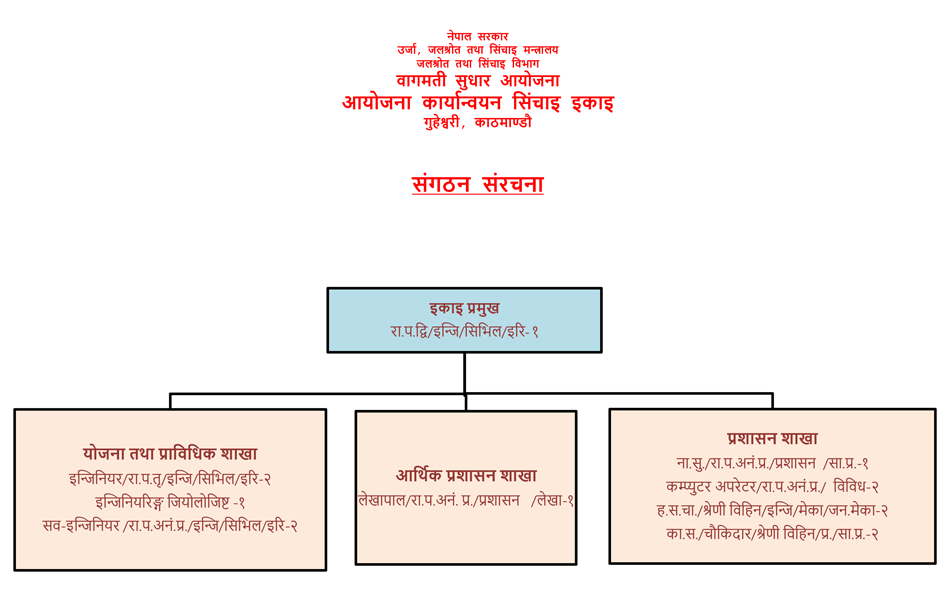 नेपाल सरकार
उर्जा, जलश्रोत तथा सिंचाइ मन्त्रालय
जलश्रोत तथा सिंचाइ विभाग
वागमती सुधार आयोजना
आयोजना कार्यान्वयन सिंचाइ इकाइ
गुहेश्वरी, काठमाण्डौ
संगठन संरचना
इकाइ प्रमुख
रा.प.द्वि/इन्जि/सिभिल/इरि-१
योजना तथा प्राविधिक शाखा
इन्जिनियर/रा.प.तृ/इन्जि/सिभिल/इरि-२
इन्जिनियरिङ्ग जियोलोजिष्ट -१
सव-इन्जिनियर /रा.प.अनं.प्र./इन्जि/सिभिल/इरि-२
आर्थिक प्रशासन शाखा
लेखापाल/रा.प.अनं. प्र./प्रशासन /लेखा-१
प्रशासन शाखा
ना.सु./रा.प.अनं.प्र./प्रशासन /सा.प्र.-१
कम्प्युटर अपरेटर/रा.प.अनं.प्र./ विविध-२
ह.स.चा./श्रेणी विहिन/इन्जि/मेका/जन.मेका-२
का.स./चौकिदार/श्रेणी विहिन/प्र./सा.प्र.-२